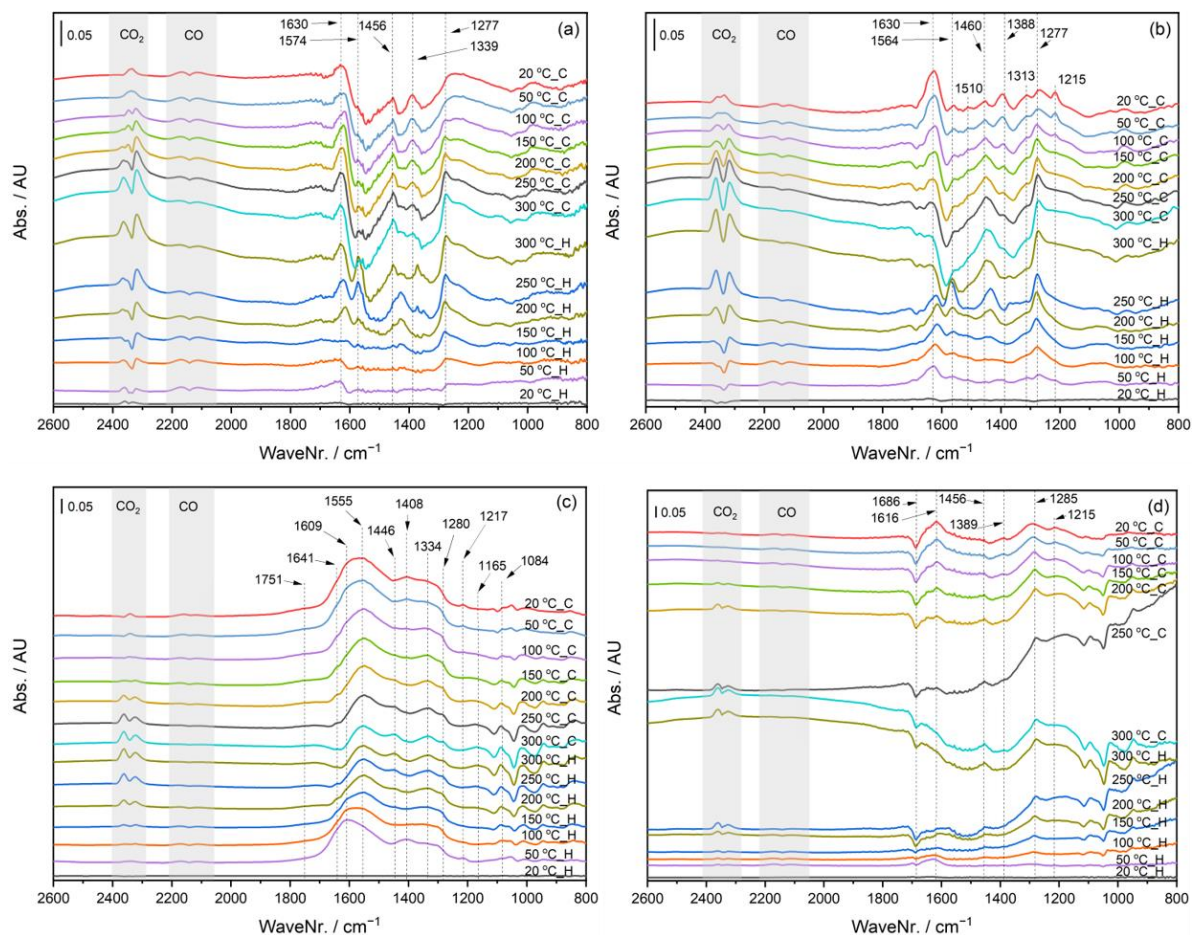 0.05
CO₂
CO
1630
1574
1456
1277
1339
(a)
20 °C_C
50 °C_C
100 °C_C
150 °C_C
200 °C_C
250 °C_C
300 °C_C
300 °C_H
250 °C_H
200 °C_H
150 °C_H
100 °C_H
50 °C_H
20 °C_H
Abs. / AU
2600 2400 2200 2000 1800 1600 1400 1200 1000 800
WaveNr. / cm⁻¹
0.05
CO₂
CO
1630
1564
1460
1388
1277
1510
1313
1215
(b)
20 °C_C
50 °C_C
100 °C_C
150 °C_C
200 °C_C
250 °C_C
300 °C_C
300 °C_H
250 °C_H
200 °C_H
150 °C_H
100 °C_H
50 °C_H
20 °C_H
Abs. / AU
2600 2400 2200 2000 1800 1600 1400 1200 1000 800
WaveNr. / cm⁻¹
0.05
CO₂
CO
1751
1641
1609
1555
1446
1408
1334
1280
1217
1165
1084
(c)
20 °C_C
50 °C_C
100 °C_C
150 °C_C
200 °C_C
250 °C_C
300 °C_C
300 °C_H
250 °C_H
200 °C_H
150 °C_H
100 °C_H
50 °C_H
20 °C_H
Abs. / AU
2600 2400 2200 2000 1800 1600 1400 1200 1000 800
WaveNr. / cm⁻¹
0.05
CO₂
CO
1686
1616
1456
1389
1285
1215
(d)
20 °C_C
50 °C_C
100 °C_C
150 °C_C
200 °C_C
250 °C_C
300 °C_C
300 °C_H
250 °C_H
200 °C_H
150 °C_H
100 °C_H
50 °C_H
20 °C_H
Abs. / AU
2600 2400 2200 2000 1800 1600 1400 1200 1000 800
WaveNr. / cm⁻¹